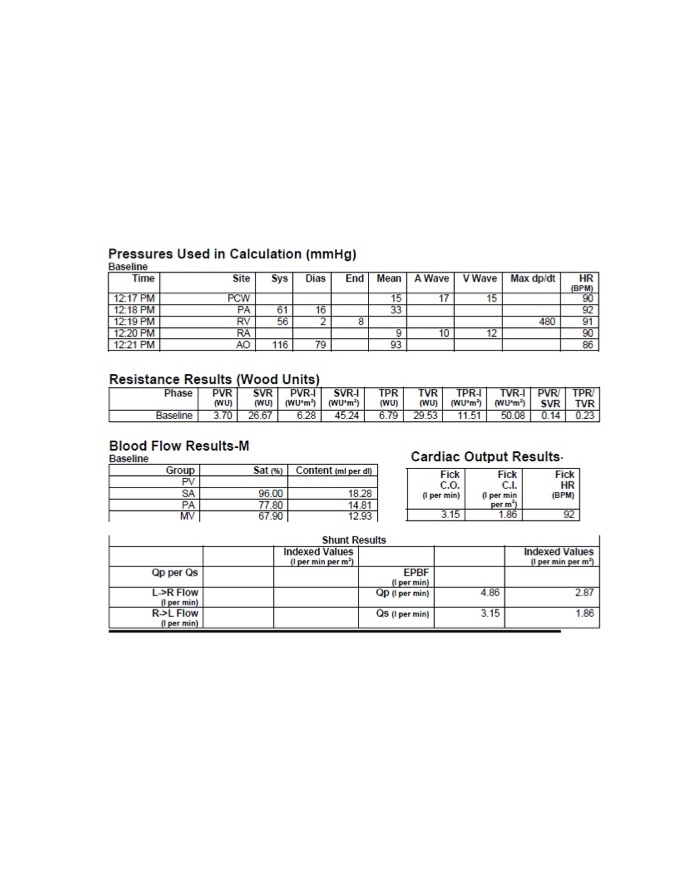 Pressures Used in Calculation (mmHg)
Baseline
Time Site Sys Dias End Mean A Wave V Wave Max dp/dt HR (BPM)
12:17 PM PCW 15 17 15 90
12:18 PM PA 61 16 33 92
12:19 PM RV 56 2 8 480 91
12:20 PM RA 9 10 12 90
12:21 PM AO 116 79 93 86
Resistance Results (Wood Units)
Phase PVR (WU) SVR (WU) PVR-I (WU*m²) SVR-I (WU*m²) TPR (WU) TVR (WU) TPR-I (WU*m²) TVR-I (WU*m²) PVR/SVR TPR/TVR
Baseline 3.70 26.67 6.28 45.24 6.79 29.53 11.51 50.08 0.14 0.23
Blood Flow Results-M
Baseline
Group Sat (%) Content (ml per dl)
PV
SA 96.00 18.28
PA 77.80 14.81
MV 67.90 12.93
Cardiac Output Results-
Fick C.O. (l per min) Fick C.I. (l per min per m²) Fick HR (BPM)
3.15 1.86 92
Shunt Results
Indexed Values (l per min per m²) Indexed Values (l per min per m²)
Qp per Qs EPBF (l per min)
L->R Flow (l per min) Qp (l per min) 4.86 2.87
R->L Flow (l per min) Qs (l per min) 3.15 1.86